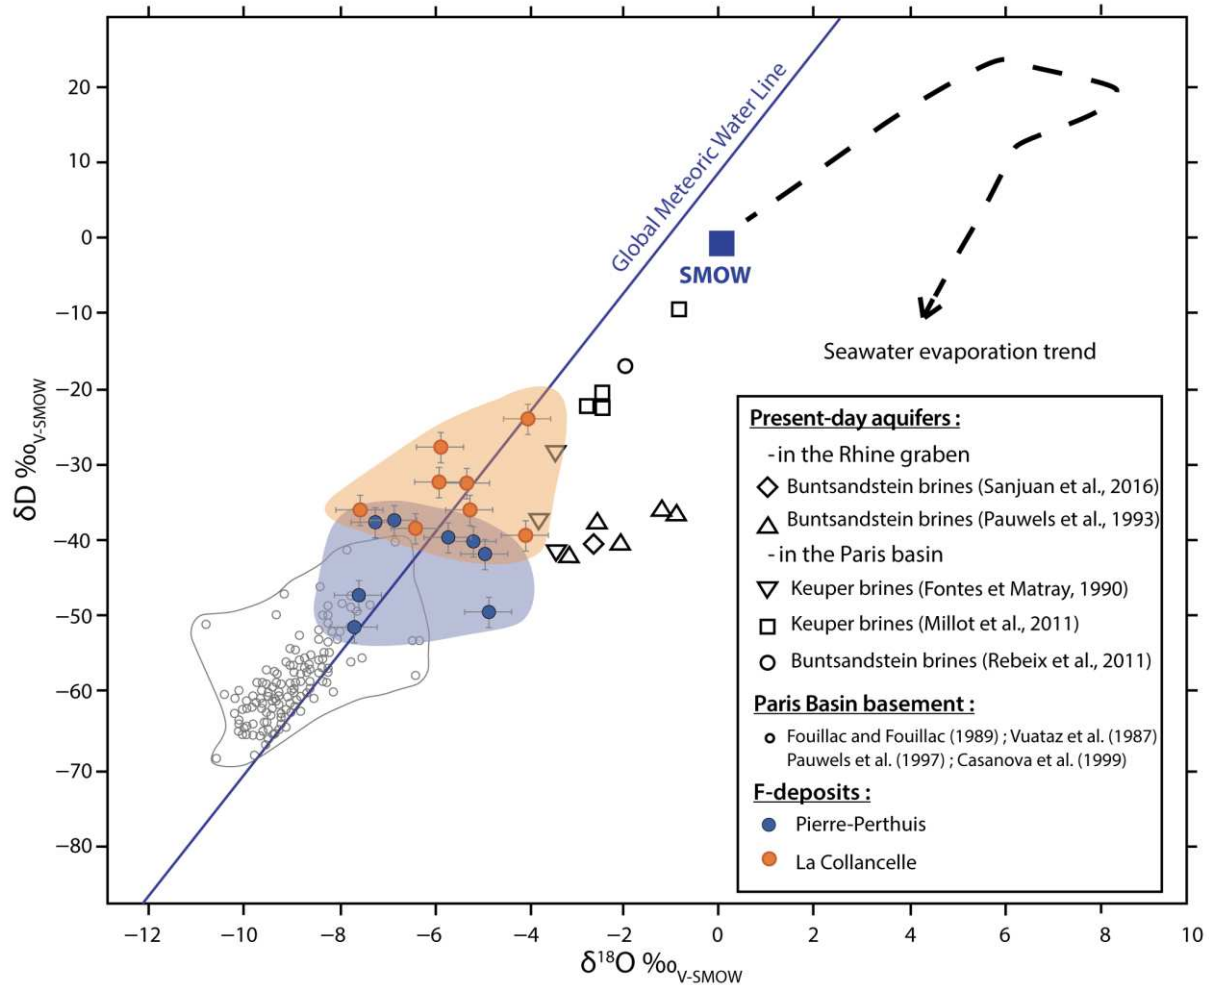 20
10
0
−10
−20
−30
−40
−50
−60
−70
−80
δD ‰V-SMOW
Global Meteoric Water Line
SMOW
Seawater evaporation trend
Present-day aquifers :
- in the Rhine graben
Buntsandstein brines (Sanjuan et al., 2016)
Buntsandstein brines (Pauwels et al., 1993)
- in the Paris basin
Keuper brines (Fontes et Matray, 1990)
Keuper brines (Millot et al., 2011)
Buntsandstein brines (Rebeix et al., 2011)
Paris Basin basement :
Fouillac and Fouillac (1989) ; Vuataz et al. (1987)
Pauwels et al. (1997) ; Casanova et al. (1999)
F-deposits :
Pierre-Perthuis
La Collancelle
−12 −10 −8 −6 −4 −2 0 2 4 6 8 10
δ18O ‰V-SMOW